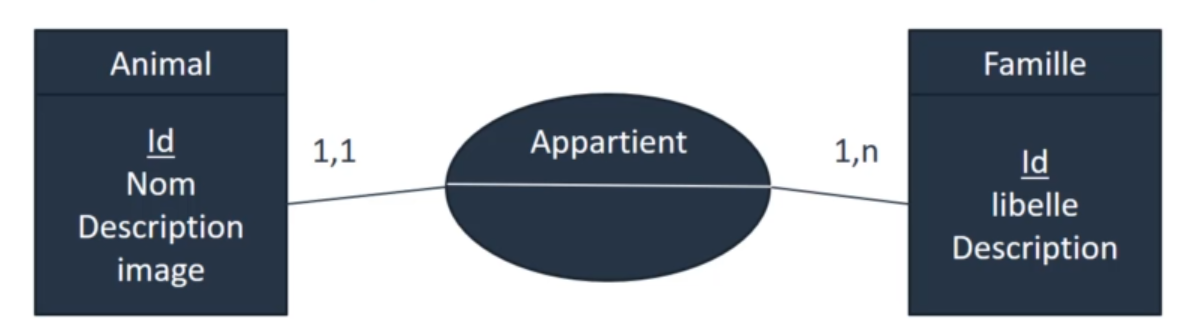 Animal
Id
Nom
Description
image
1,1
Appartient
1,n
Famille
Id
libelle
Description